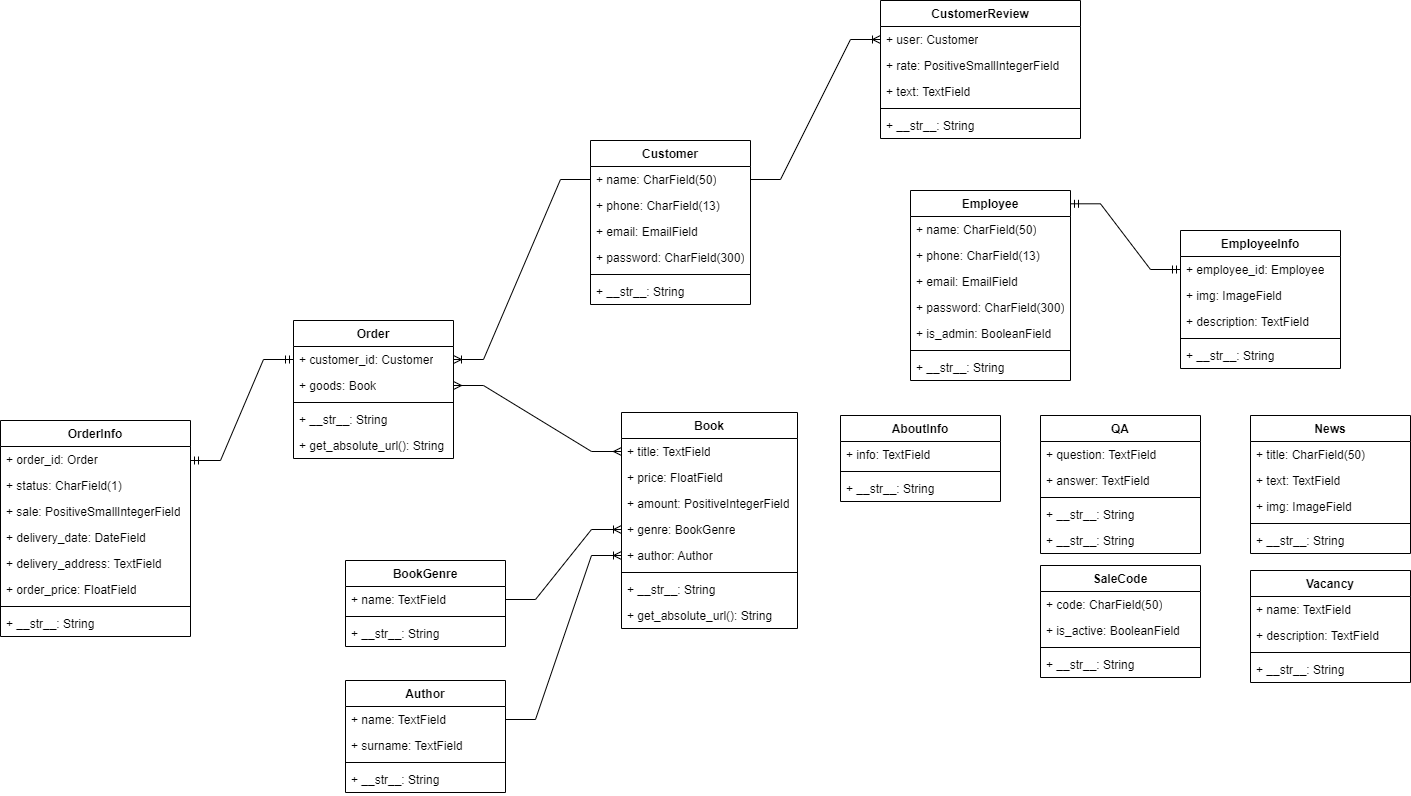 CustomerReview
+ user: Customer
+ rate: PositiveSmallIntegerField
+ text: TextField
+ __str__: String
Customer
+ name: CharField(50)
+ phone: CharField(13)
+ email: EmailField
+ password: CharField(300)
+ __str__: String
Employee
+ name: CharField(50)
+ phone: CharField(13)
+ email: EmailField
+ password: CharField(300)
+ is_admin: BooleanField
+ __str__: String
EmployeeInfo
+ employee_id: Employee
+ img: ImageField
+ description: TextField
+ __str__: String
Order
+ customer_id: Customer
+ goods: Book
+ __str__: String
+ get_absolute_url(): String
OrderInfo
+ order_id: Order
+ status: CharField(1)
+ sale: PositiveSmallIntegerField
+ delivery_date: DateField
+ delivery_address: TextField
+ order_price: FloatField
+ __str__: String
Book
+ title: TextField
+ price: FloatField
+ amount: PositiveIntegerField
+ genre: BookGenre
+ author: Author
+ __str__: String
+ get_absolute_url(): String
AboutInfo
+ info: TextField
+ __str__: String
QA
+ question: TextField
+ answer: TextField
+ __str__: String
+ __str__: String
News
+ title: CharField(50)
+ text: TextField
+ img: ImageField
+ __str__: String
BookGenre
+ name: TextField
+ __str__: String
SaleCode
+ code: CharField(50)
+ is_active: BooleanField
+ __str__: String
Vacancy
+ name: TextField
+ description: TextField
+ __str__: String
Author
+ name: TextField
+ surname: TextField
+ __str__: String